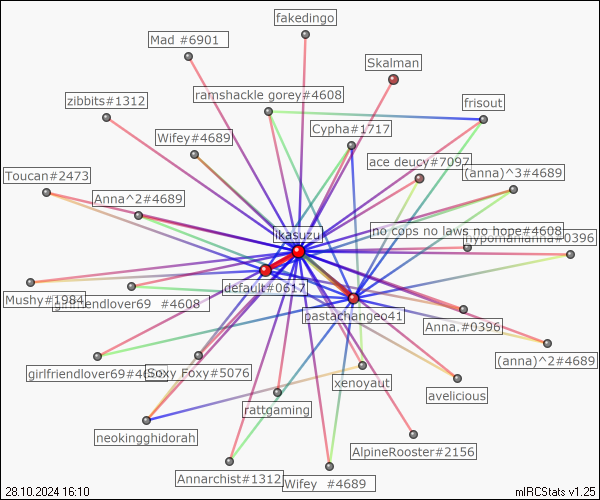 fakedingo
Mad #6901
Skalman
ramshackle gorey#4608
zibbits#1312
frisout
Cypha#1717
Wifey#4689
ace deucy#7097
Toucan#2473
(anna)^3#4689
Anna^2#4689
ikasuzu
no cops no laws no hope#4608
hypomanianna#0396
default#0617
Mushy#1984
girlfriendlover69 #4608
pastachangeo41
Anna.#0396
(anna)^2#4689
girlfriendlover69#4608
Soxy Foxy#5076
xenoyaut
avelicious
rattgaming
neokingghidorah
AlpineRooster#2156
Annarchist#1312
Wifey #4689
28.10.2024 16:10
mIRCStats v1.25